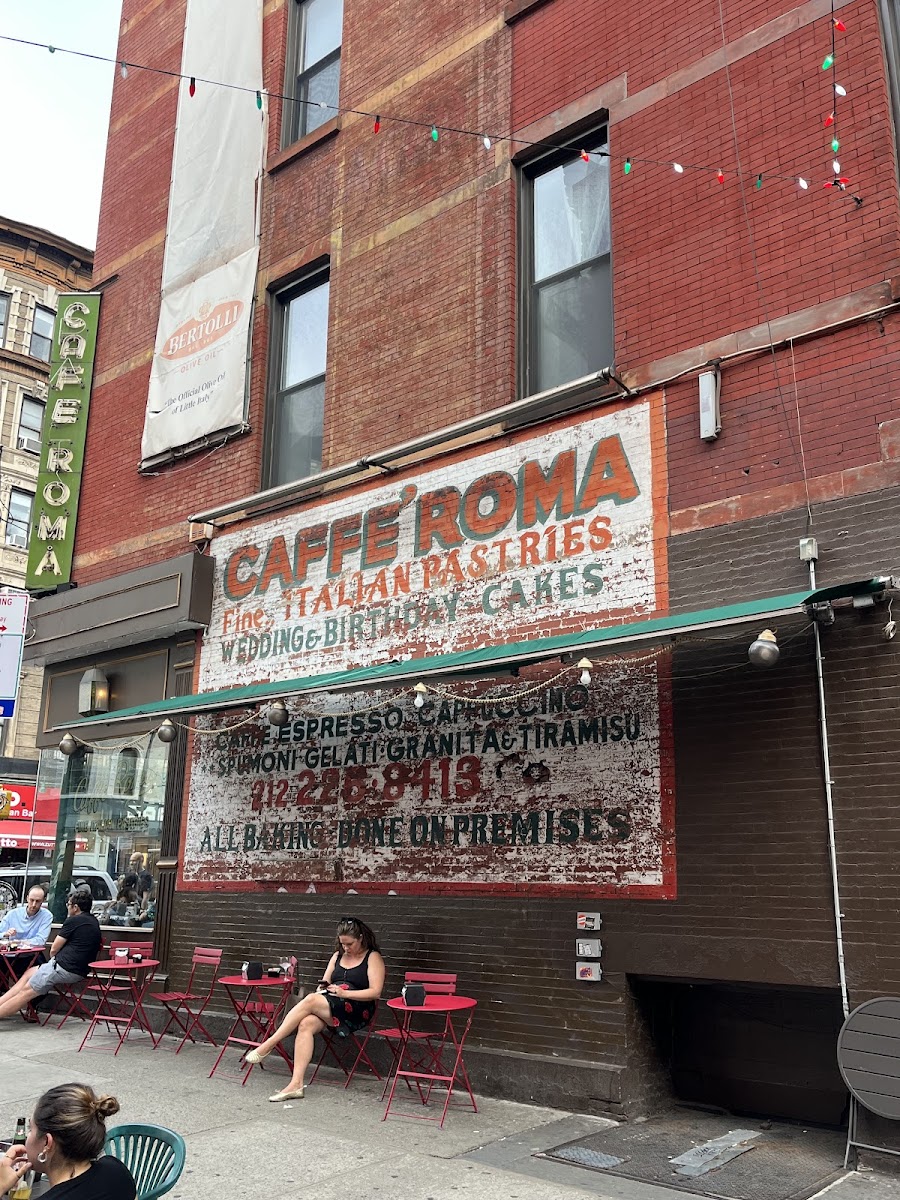 CAFFE ROMA
BERTOLLI
OLIVE OIL
"The Official Olive Oil
of Little Italy"
CAFFE' ROMA
Fine ITALIAN PASTRIES
WEDDING & BIRTHDAY CAKES
CAFFE ESPRESSO CAPPUCCINO
SPUMONI GELATI GRANITA & TIRAMISU
212 226 8413
ALL BAKING DONE ON PREMISES